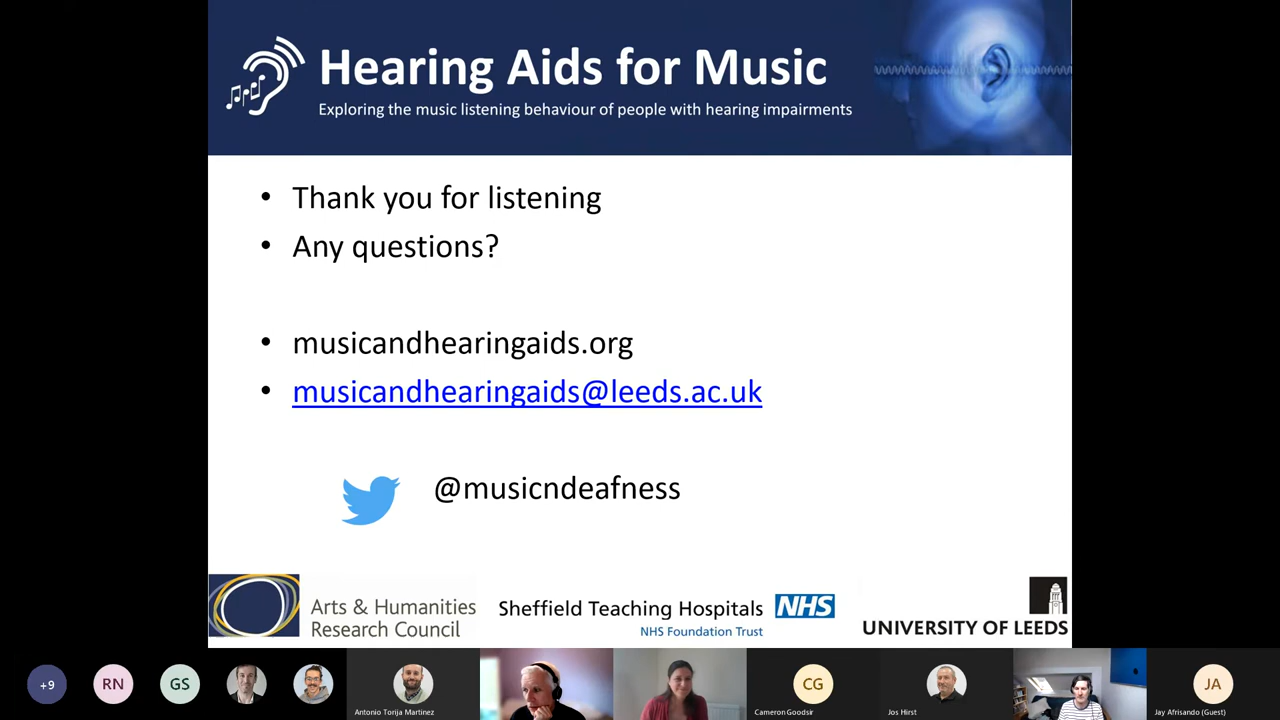 Hearing Aids for Music
Exploring the music listening behaviour of people with hearing impairments
• Thank you for listening
• Any questions?
• musicandhearingaids.org
• musicandhearingaids@leeds.ac.uk
@musicndeafness
Arts & Humanities
Research Council
Sheffield Teaching Hospitals
NHS
NHS Foundation Trust
UNIVERSITY OF LEEDS
+9
RN
GS
Antonio Torija Martinez
CG
Cameron Goodsir
Jos Hirst
JA
Jay Afrisando (Guest)